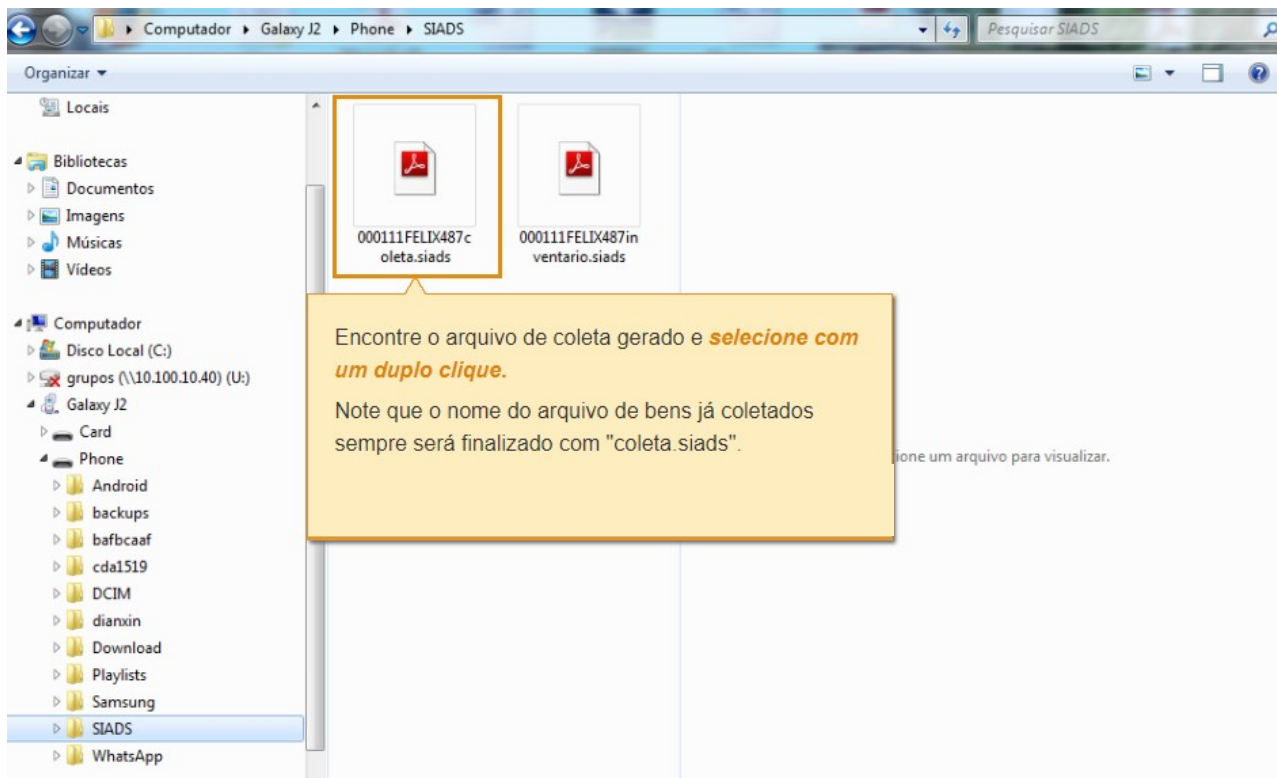 Computador Galaxy J2 Phone SIADS
Pesquisar SIADS
Organizar
Locais
Bibliotecas
Documentos
Imagens
Músicas
Vídeos
Computador
Disco Local (C:)
grupos (\\10.100.10.40) (U:)
Galaxy J2
Card
Phone
Android
backups
bafbcaaf
cda1519
DCIM
dianxin
Download
Playlists
Samsung
SIADS
WhatsApp
000111FELIX487c
oleta.siads
000111FELIX487in
ventario.siads
Encontre o arquivo de coleta gerado e selecione com
um duplo clique.
Note que o nome do arquivo de bens já coletados
sempre será finalizado com "coleta.siads".
ione um arquivo para visualizar.